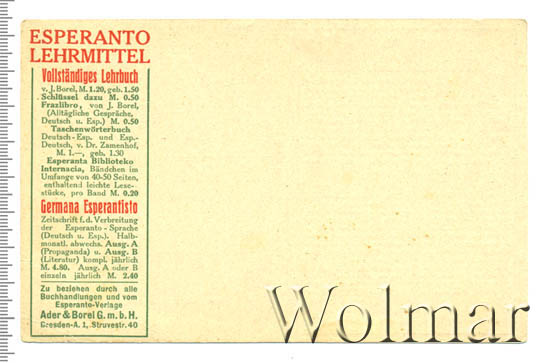 ESPERANTO
LEHRMITTEL
Vollständiges Lehrbuch
v. J. Borel, M. 1.20, geb. 1.50
Schlüssel dazu M. 0.50
Frazlibro, von J. Borel,
(Alltägliche Gespräche,
Deutsch u. Esp.) M. 0.50
Taschenwörterbuch
Deutsch-Esp. und Esp.-
Deutsch, v. Dr. Zamenhof,
M. 1.—, geb. 1.30
Esperanta Biblioteko
Internacia, Bändchen im
Umfange von 40-50 Seiten,
enthaltend leichte Lese-
stücke, pro Band M. 0.20
Germana Esperantisto
Zeitschrift f. d. Verbreitung
der Esperanto-Sprache
(Deutsch u. Esp.). Halb-
monatl. abwechs. Ausg. A
(Propaganda) u. Ausg. B
(Literatur) kompl. jährlich
M. 4.80. Ausg. A oder B
einzeln jährlich M. 2.40
Zu beziehen durch alle
Buchhandlungen und vom
Esperanto-Verlage
Ader & Borel G. m. b. H.
Dresden-A. 1, Struvestr. 40
Wolmar